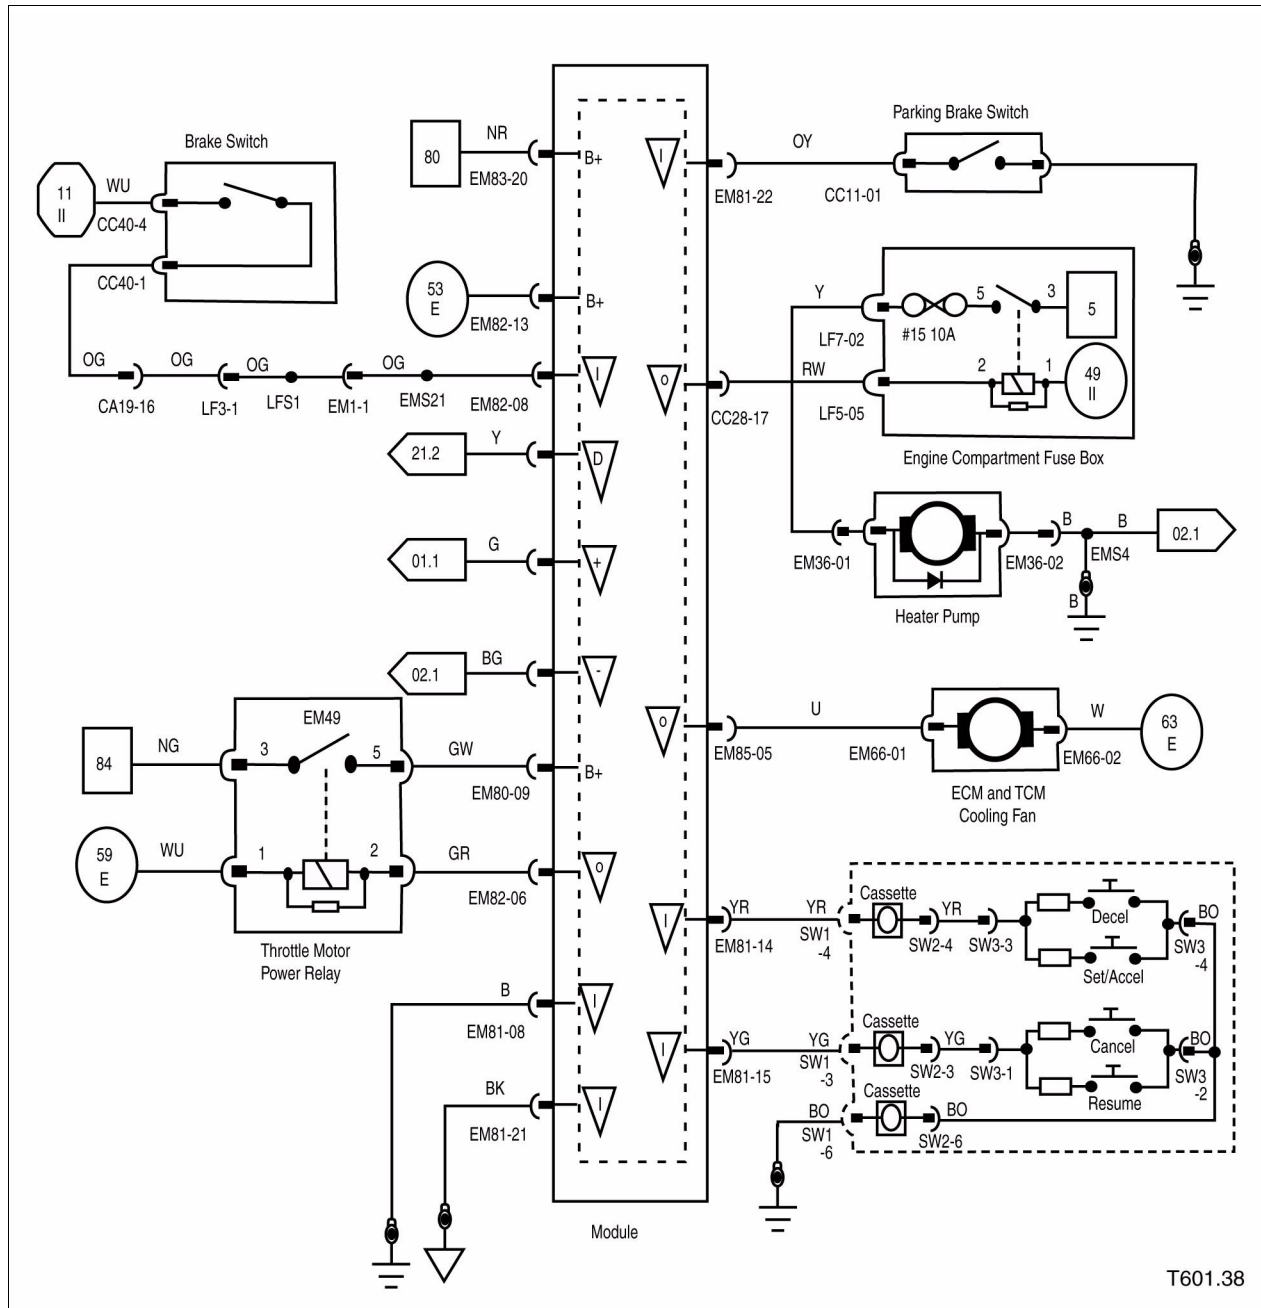 Parking Brake Switch
Brake Switch
11
II
WU
CC40-4
CC40-1
80
NR
EM83-20
B+
I
EM81-22
OY
CC11-01
53
E
EM82-13
B+
Y
LF7-02
#15 10A
5
3
5
OG
CA19-16
OG
LF3-1
OG
LFS1
EM1-1
OG
EMS21
EM82-08
I
O
CC28-17
RW
LF5-05
2
1
49
II
Engine Compartment Fuse Box
21.2
Y
D
01.1
G
+
EM36-01
EM36-02
B
EMS4
B
02.1
B
Heater Pump
02.1
BG
-
O
EM85-05
U
EM66-01
EM66-02
W
63
E
ECM and TCM
Cooling Fan
84
NG
EM49
3
5
GW
EM80-09
B+
59
E
WU
1
2
GR
EM82-06
O
Throttle Motor
Power Relay
I
EM81-14
YR
YR
SW1
-4
Cassette
SW2-4
YR
SW3-3
Decel
Set/Accel
BO
SW3
-4
B
EM81-08
I
I
EM81-15
YG
YG
SW1
-3
Cassette
SW2-3
YG
SW3-1
Cancel
Resume
BO
SW3
-2
BK
EM81-21
I
BO
SW1
-6
Cassette
SW2-6
BO
Module
T601.38